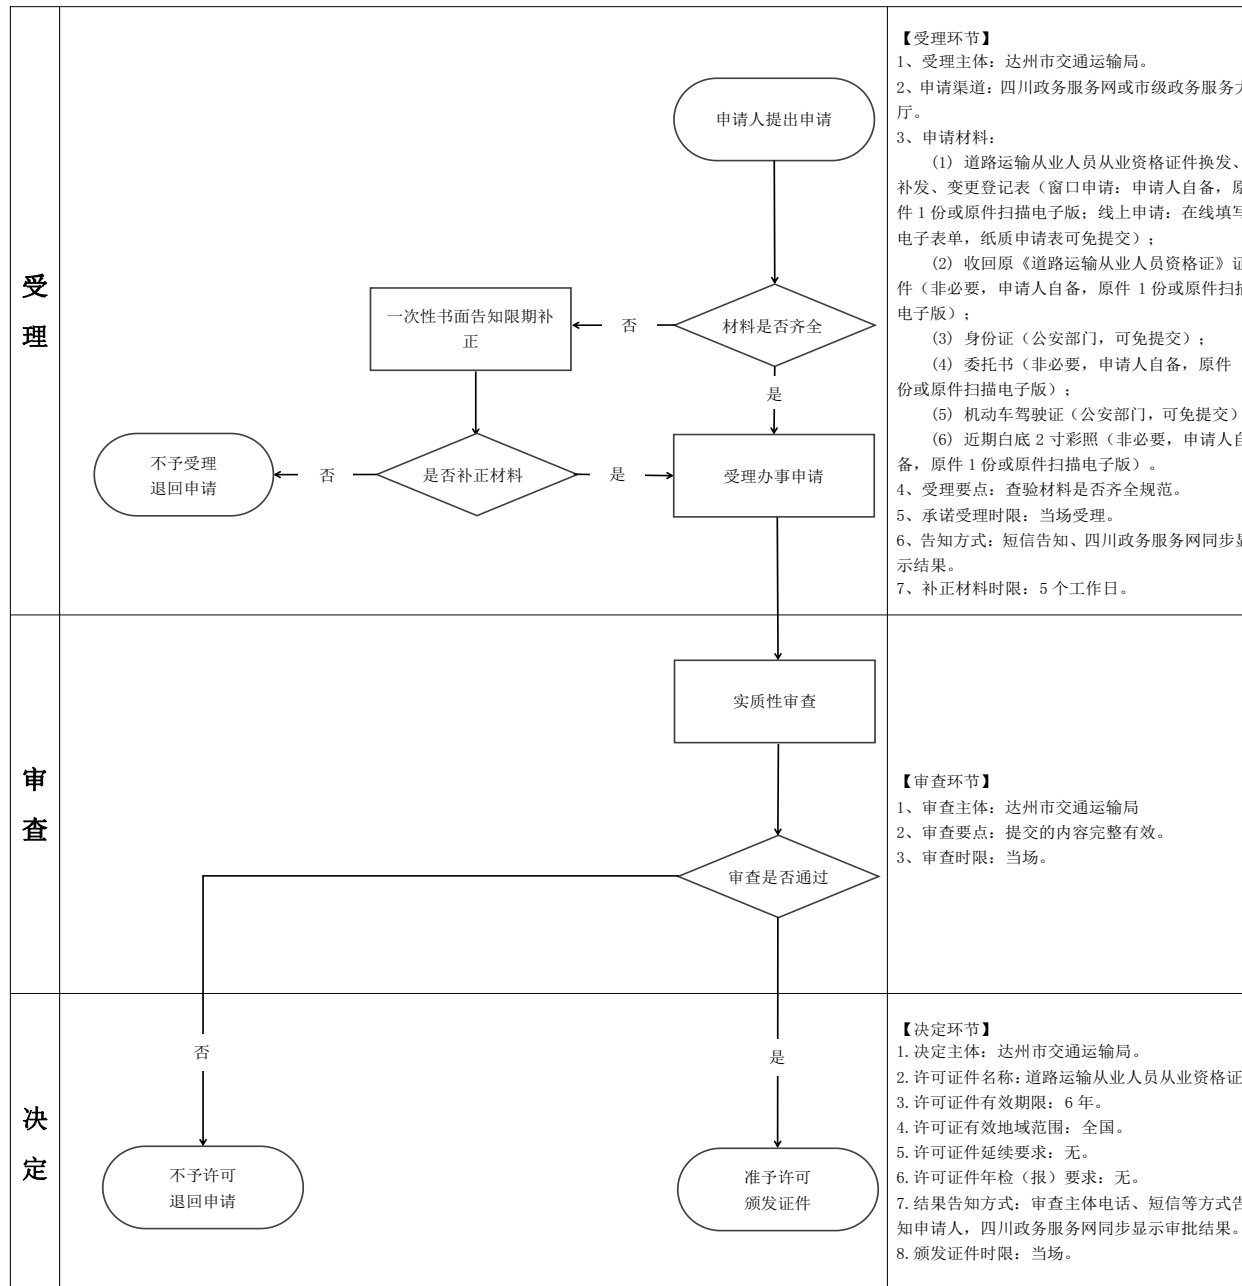 受
理
申请人提出申请
材料是否齐全
否
一次性书面告知限期补
正
是
是否补正材料
否
不予受理
退回申请
是
受理办事申请
【受理环节】
1、受理主体：达州市交通运输局。
2、申请渠道：四川政务服务网或市级政务服务大
厅。
3、申请材料：
(1) 道路运输从业人员从业资格证件换发、
补发、变更登记表（窗口申请：申请人自备，原
件 1 份或原件扫描电子版；线上申请：在线填写
电子表单，纸质申请表可免提交）；
(2) 收回原《道路运输从业人员资格证》证
件（非必要，申请人自备，原件 1 份或原件扫描
电子版）；
(3) 身份证（公安部门，可免提交）；
(4) 委托书（非必要，申请人自备，原件
份或原件扫描电子版）；
(5) 机动车驾驶证（公安部门，可免提交）
(6) 近期白底 2 寸彩照（非必要，申请人自
备，原件 1 份或原件扫描电子版）。
4、受理要点：查验材料是否齐全规范。
5、承诺受理时限：当场受理。
6、告知方式：短信告知、四川政务服务网同步显
示结果。
7、补正材料时限：5 个工作日。
审
查
实质性审查
审查是否通过
【审查环节】
1、审查主体：达州市交通运输局
2、审查要点：提交的内容完整有效。
3、审查时限：当场。
决
定
否
不予许可
退回申请
是
准予许可
颁发证件
【决定环节】
1.决定主体：达州市交通运输局。
2.许可证件名称：道路运输从业人员从业资格证
3.许可证件有效期限：6 年。
4.许可证有效地域范围：全国。
5.许可证件延续要求：无。
6.许可证件年检（报）要求：无。
7.结果告知方式：审查主体电话、短信等方式告
知申请人，四川政务服务网同步显示审批结果。
8.颁发证件时限：当场。